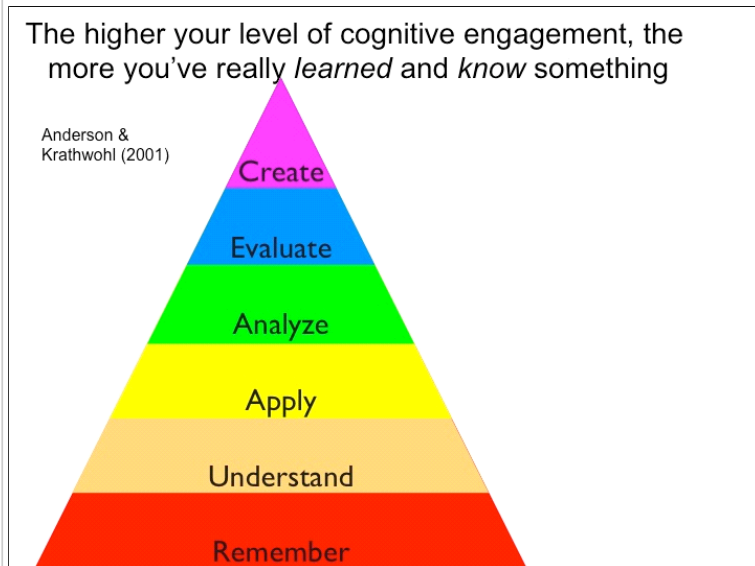 The higher your level of cognitive engagement, the
more you’ve really learned and know something
Anderson &
Krathwohl (2001)
Create
Evaluate
Analyze
Apply
Understand
Remember